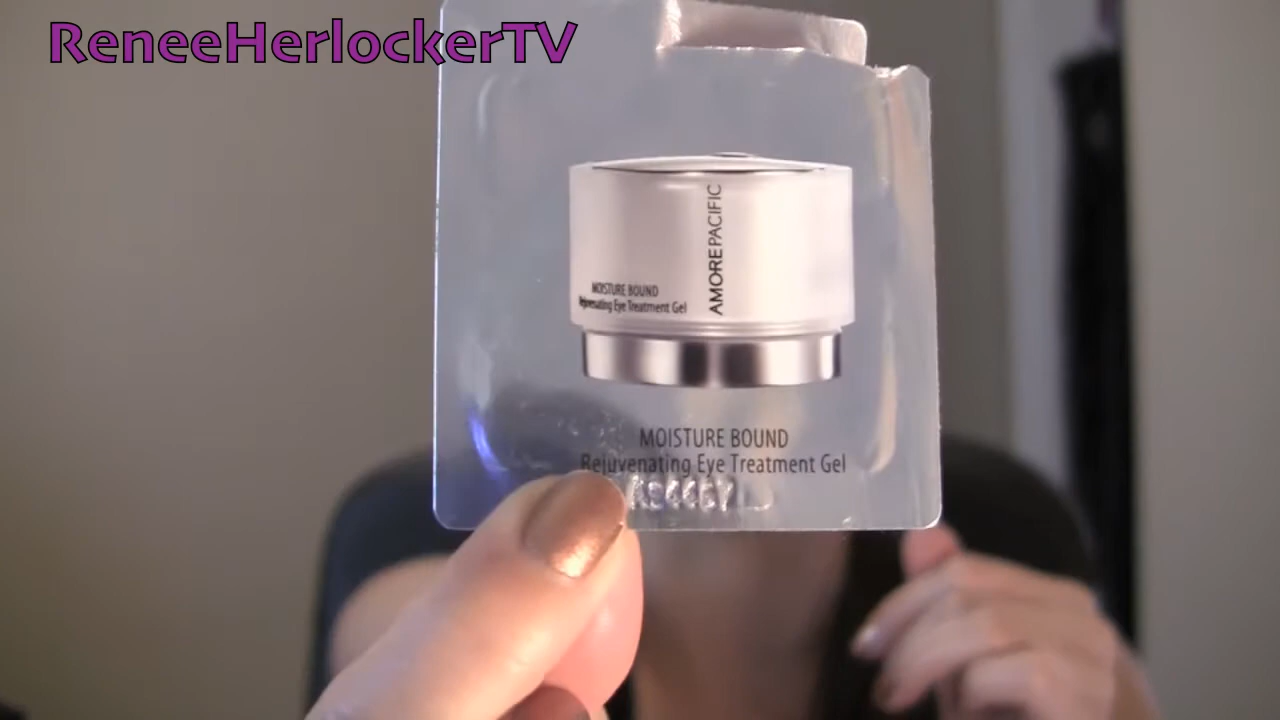 ReneeHerlockerTV
AMOREPACIFIC
MOISTURE BOUND
Rejuvenating Eye Treatment Gel
MOISTURE BOUND
Rejuvenating Eye Treatment Gel